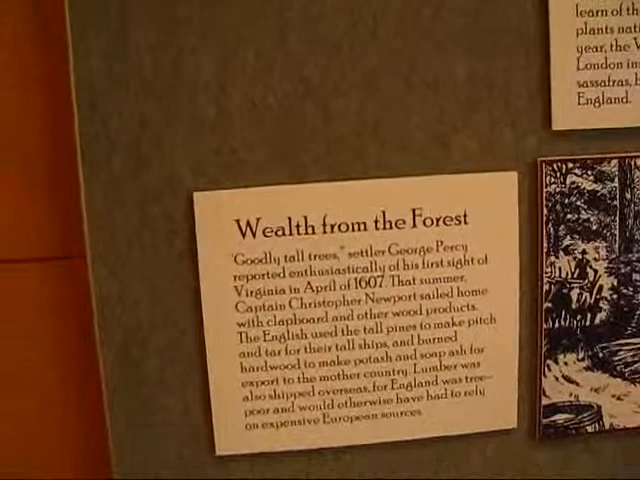 learn of th
plants nati
year, the V
London in
sassafras, b
England.
Wealth from the Forest
"Goodly tall trees," settler George Percy
reported enthusiastically of his first sight of
Virginia in April of 1607. That summer,
Captain Christopher Newport sailed home
with clapboard and other wood products.
The English used the tall pines to make pitch
and tar for their tall ships, and burned
hardwood to make potash and soap ash for
export to the mother country. Lumber was
also shipped overseas, for England was tree-
poor and would otherwise have had to rely
on expensive European sources.